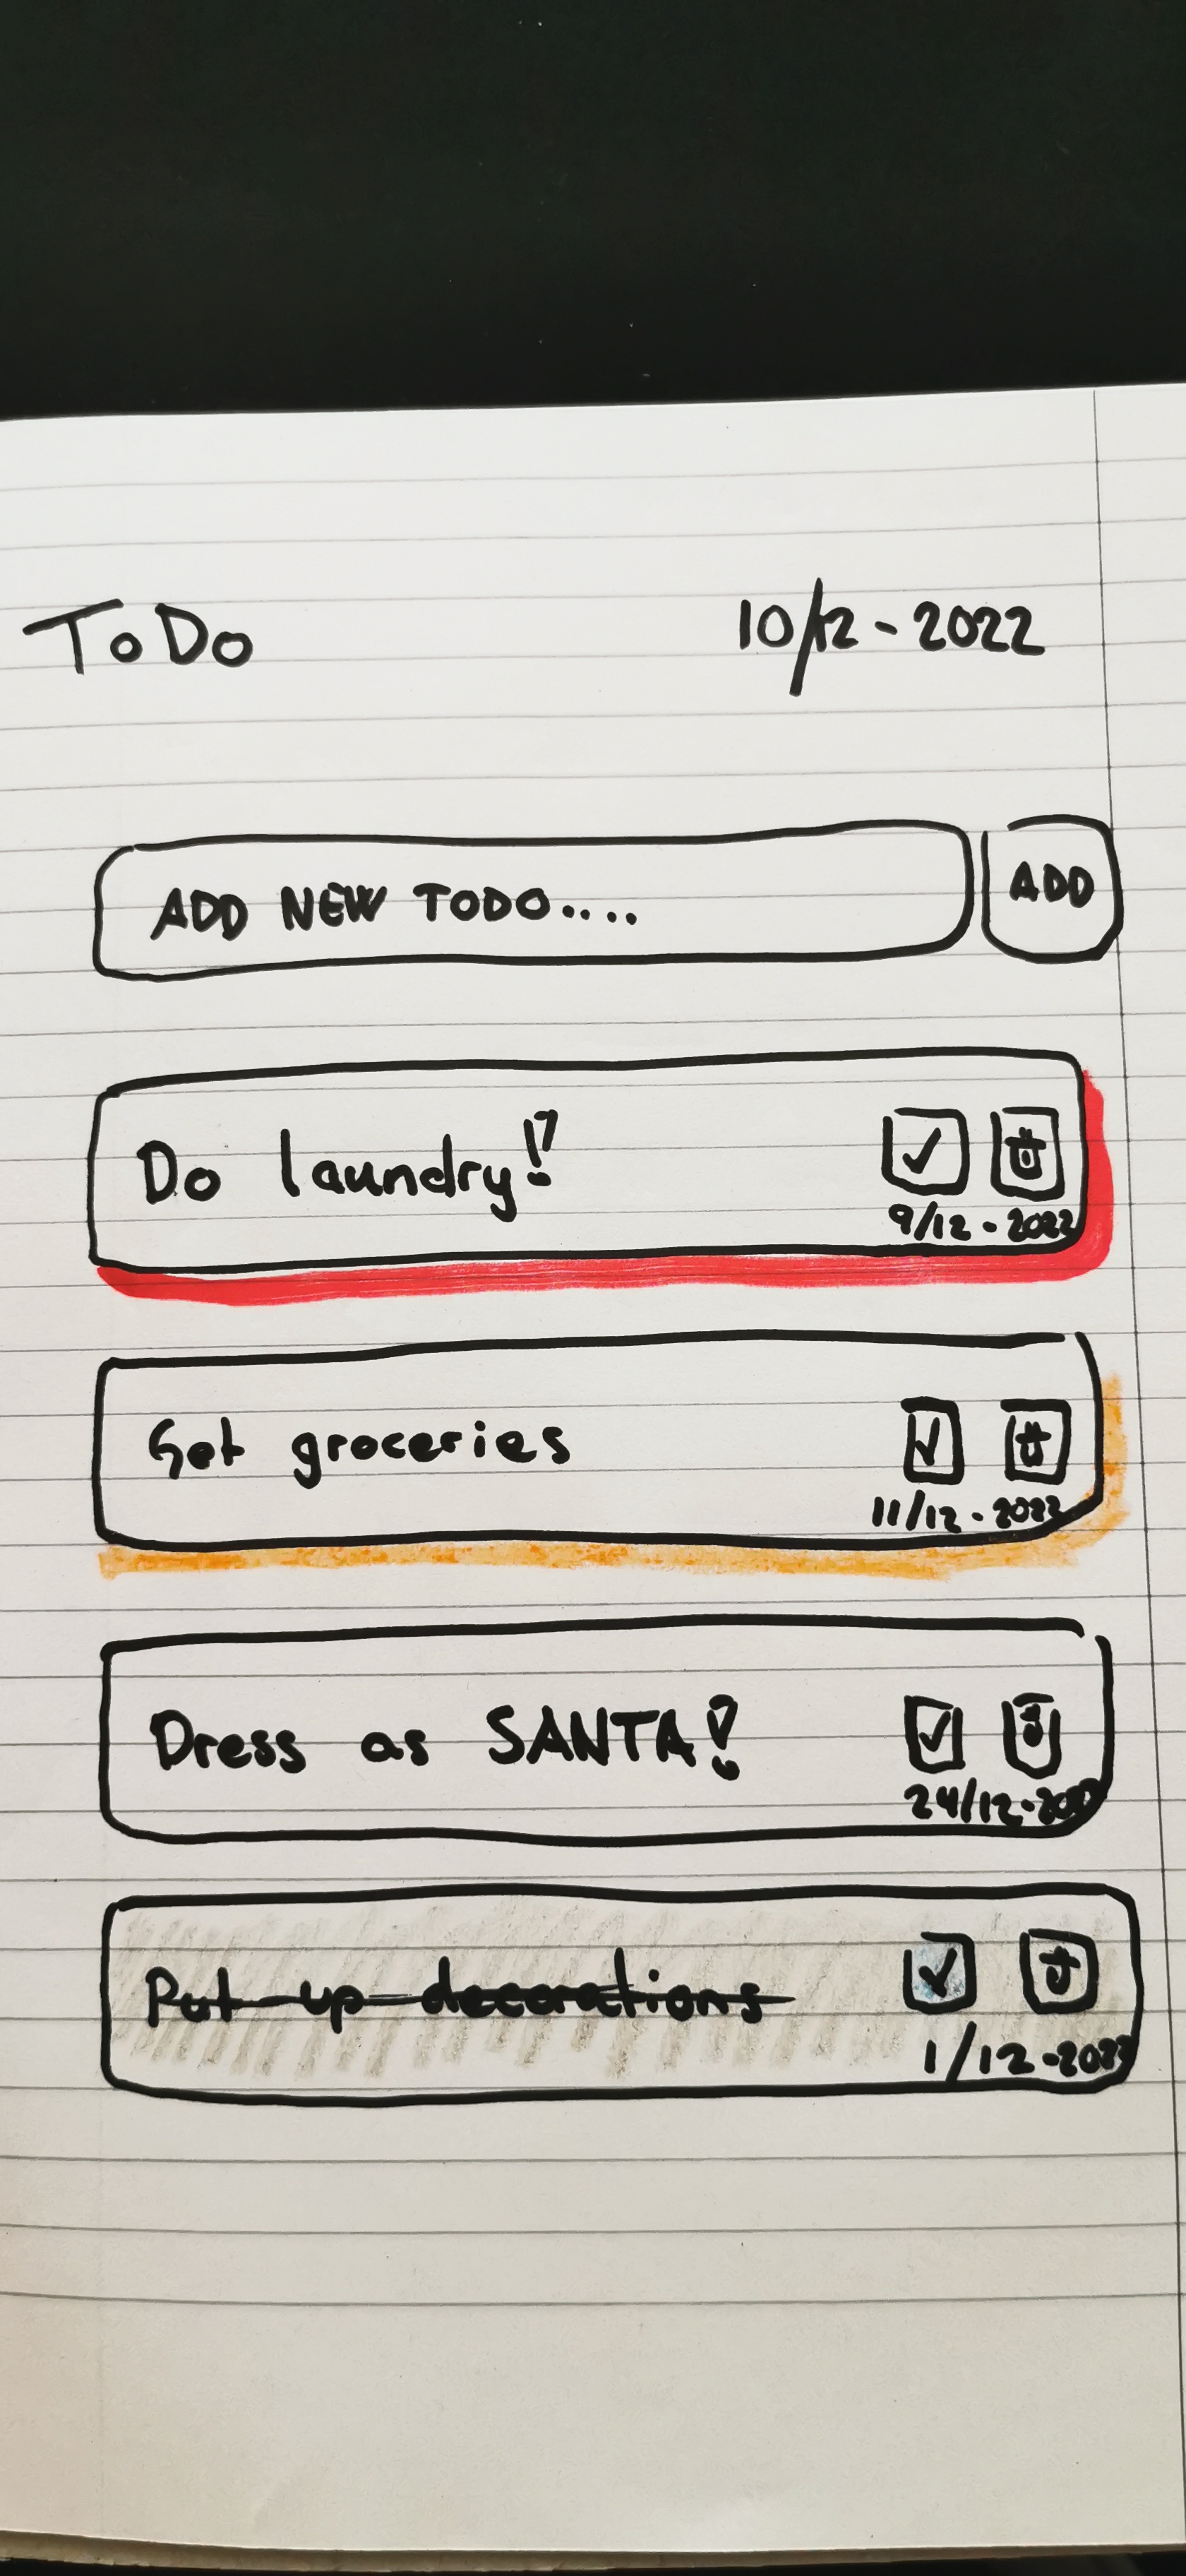 ToDo 10/12-2022
ADD NEW TODO.... ADD
Do laundry!?
9/12-2022
Get groceries
11/12-2022
Dress as SANTA!?
24/12-
Put up decorations
1/12-2022